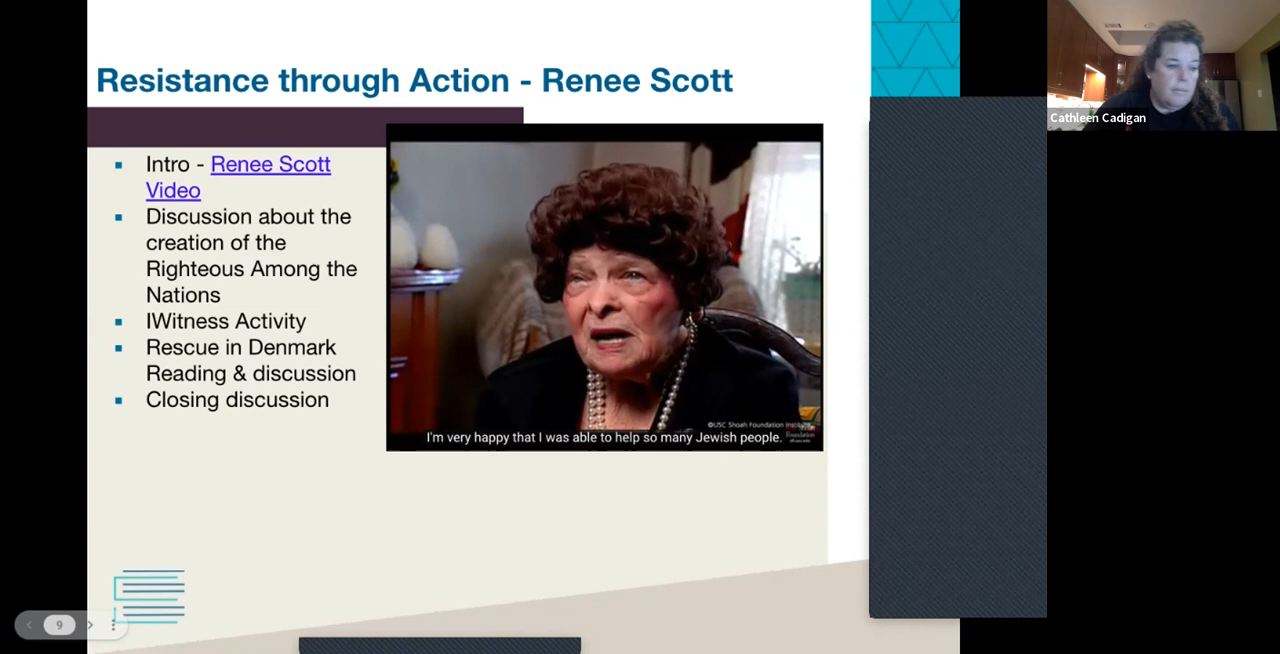 Resistance through Action - Renee Scott
▪ Intro - Renee Scott
Video
▪ Discussion about the
creation of the
Righteous Among the
Nations
▪ IWitness Activity
▪ Rescue in Denmark
Reading & discussion
▪ Closing discussion
©USC Shoah Foundation Institute
Foundation
I'm very happy that I was able to help so many Jewish people.
Cathleen Cadigan
9